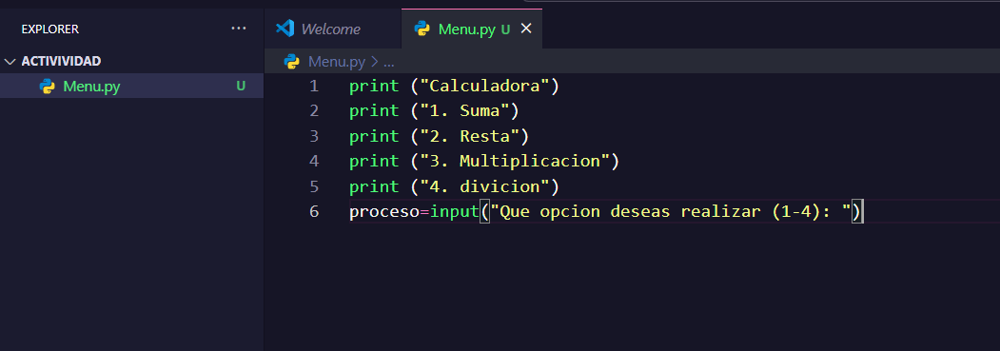 EXPLORER ...
ACTIVIVIDAD
Menu.py U
Welcome Menu.py U
Menu.py > ...
1 print ("Calculadora")
2 print ("1. Suma")
3 print ("2. Resta")
4 print ("3. Multiplicacion")
5 print ("4. divicion")
6 proceso=input("Que opcion deseas realizar (1-4): ")